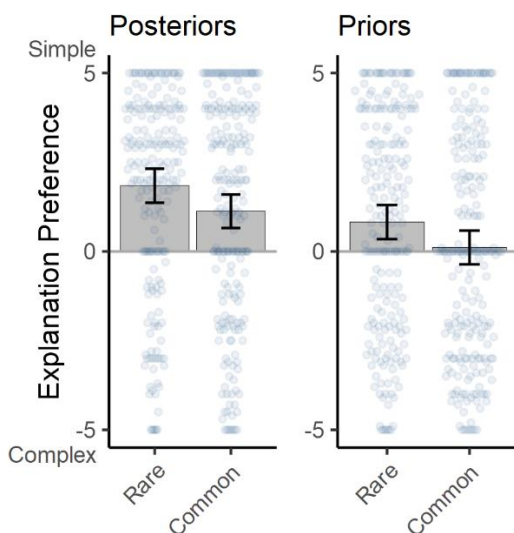 Posteriors
Priors
Simple
5
5
Explanation Preference
0
0
-5
-5
Complex
Rare
Common
Rare
Common